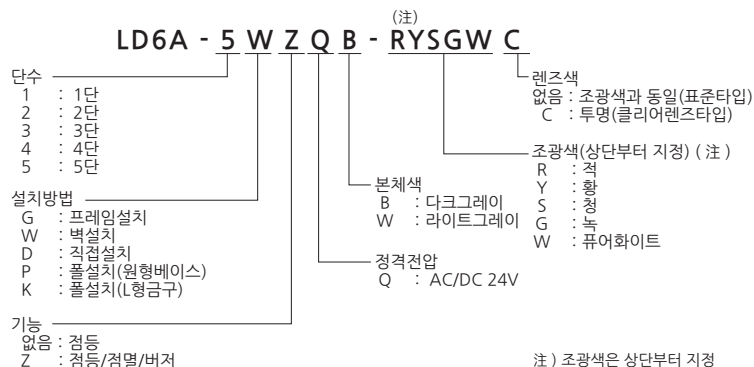 (注)
LD6A - 5 W Z Q B - RYSGW C
단수
1 : 1단
2 : 2단
3 : 3단
4 : 4단
5 : 5단
설치방법
G : 프레임설치
W : 벽설치
D : 직접설치
P : 폴설치(원형베이스)
K : 폴설치(L형금구)
기능
없음 : 점등
Z : 점등/점멸/버저
본체색
B : 다크그레이
W : 라이트그레이
정격전압
Q : AC/DC 24V
렌즈색
없음 : 조광색과 동일(표준타입)
C : 투명(클리어렌즈타입)
조광색(상단부터 지정) ( 注 )
R : 적
Y : 황
S : 청
G : 녹
W : 퓨어화이트
注 ) 조광색은 상단부터 지정